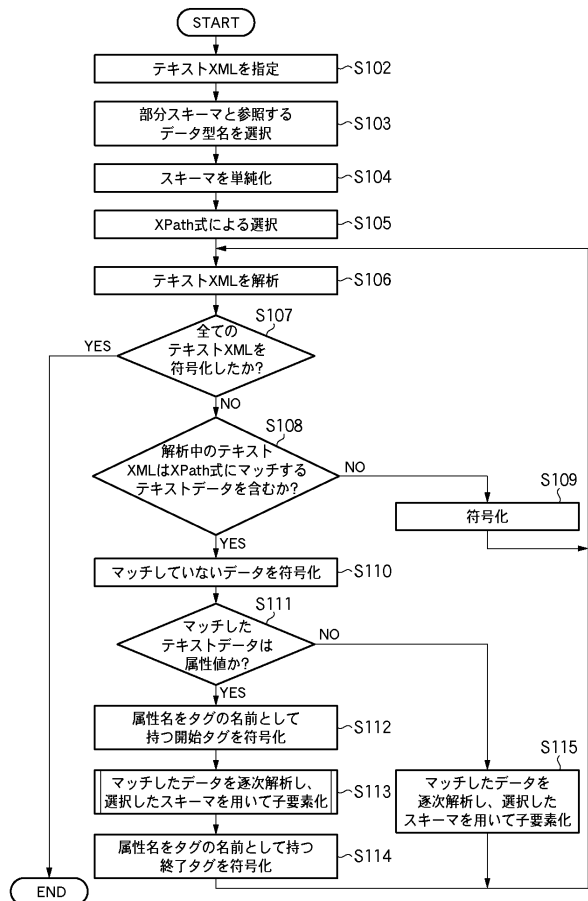 START
テキストXMLを指定
S102
部分スキーマと参照する
データ型名を選択
S103
スキーマを単純化
S104
XPath式による選択
S105
テキストXMLを解析
S106
S107
全ての
テキストXMLを
符号化したか?
YES
NO
S108
解析中のテキスト
XMLはXPath式にマッチする
テキストデータを含むか?
NO
YES
S109
符号化
マッチしていないデータを符号化
S110
S111
マッチした
テキストデータは
属性値か?
NO
YES
属性名をタグの名前として
持つ開始タグを符号化
S112
マッチしたデータを逐次解析し、
選択したスキーマを用いて子要素化
S113
S115
マッチしたデータを
逐次解析し、選択した
スキーマを用いて子要素化
属性名をタグの名前として持つ
終了タグを符号化
S114
END